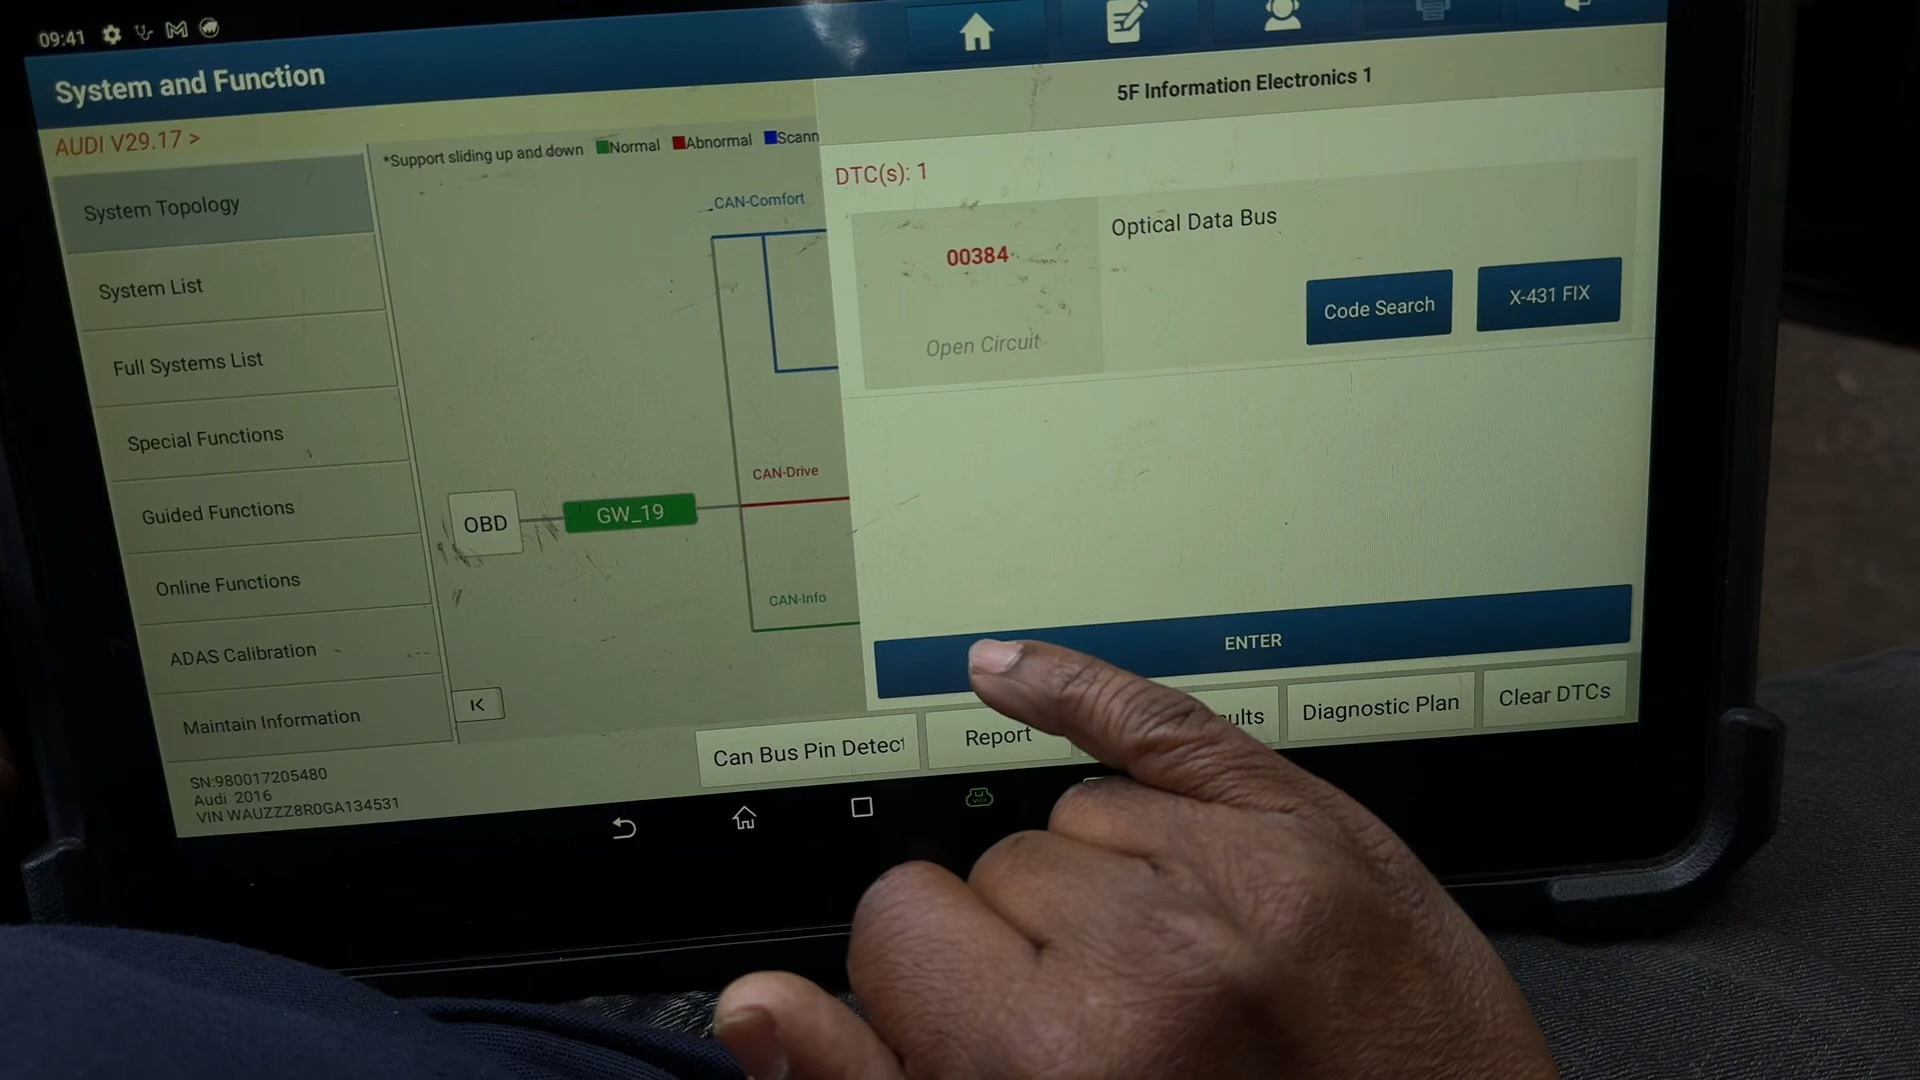 09:41
System and Function
AUDI V29.17 >
System Topology
System List
Full Systems List
Special Functions
Guided Functions
Online Functions
ADAS Calibration
Maintain Information
SN:980017205480
Audi 2016
VIN WAUZZZ8R0GA134531
*Support sliding up and down Normal Abnormal Scann
CAN-Comfort
OBD
GW_19
CAN-Drive
CAN-Info
5F Information Electronics 1
DTC(s): 1
00384
Open Circuit
Optical Data Bus
Code Search
X-431 FIX
ENTER
Can Bus Pin Detect
Report
ults
Diagnostic Plan
Clear DTCs
VCI